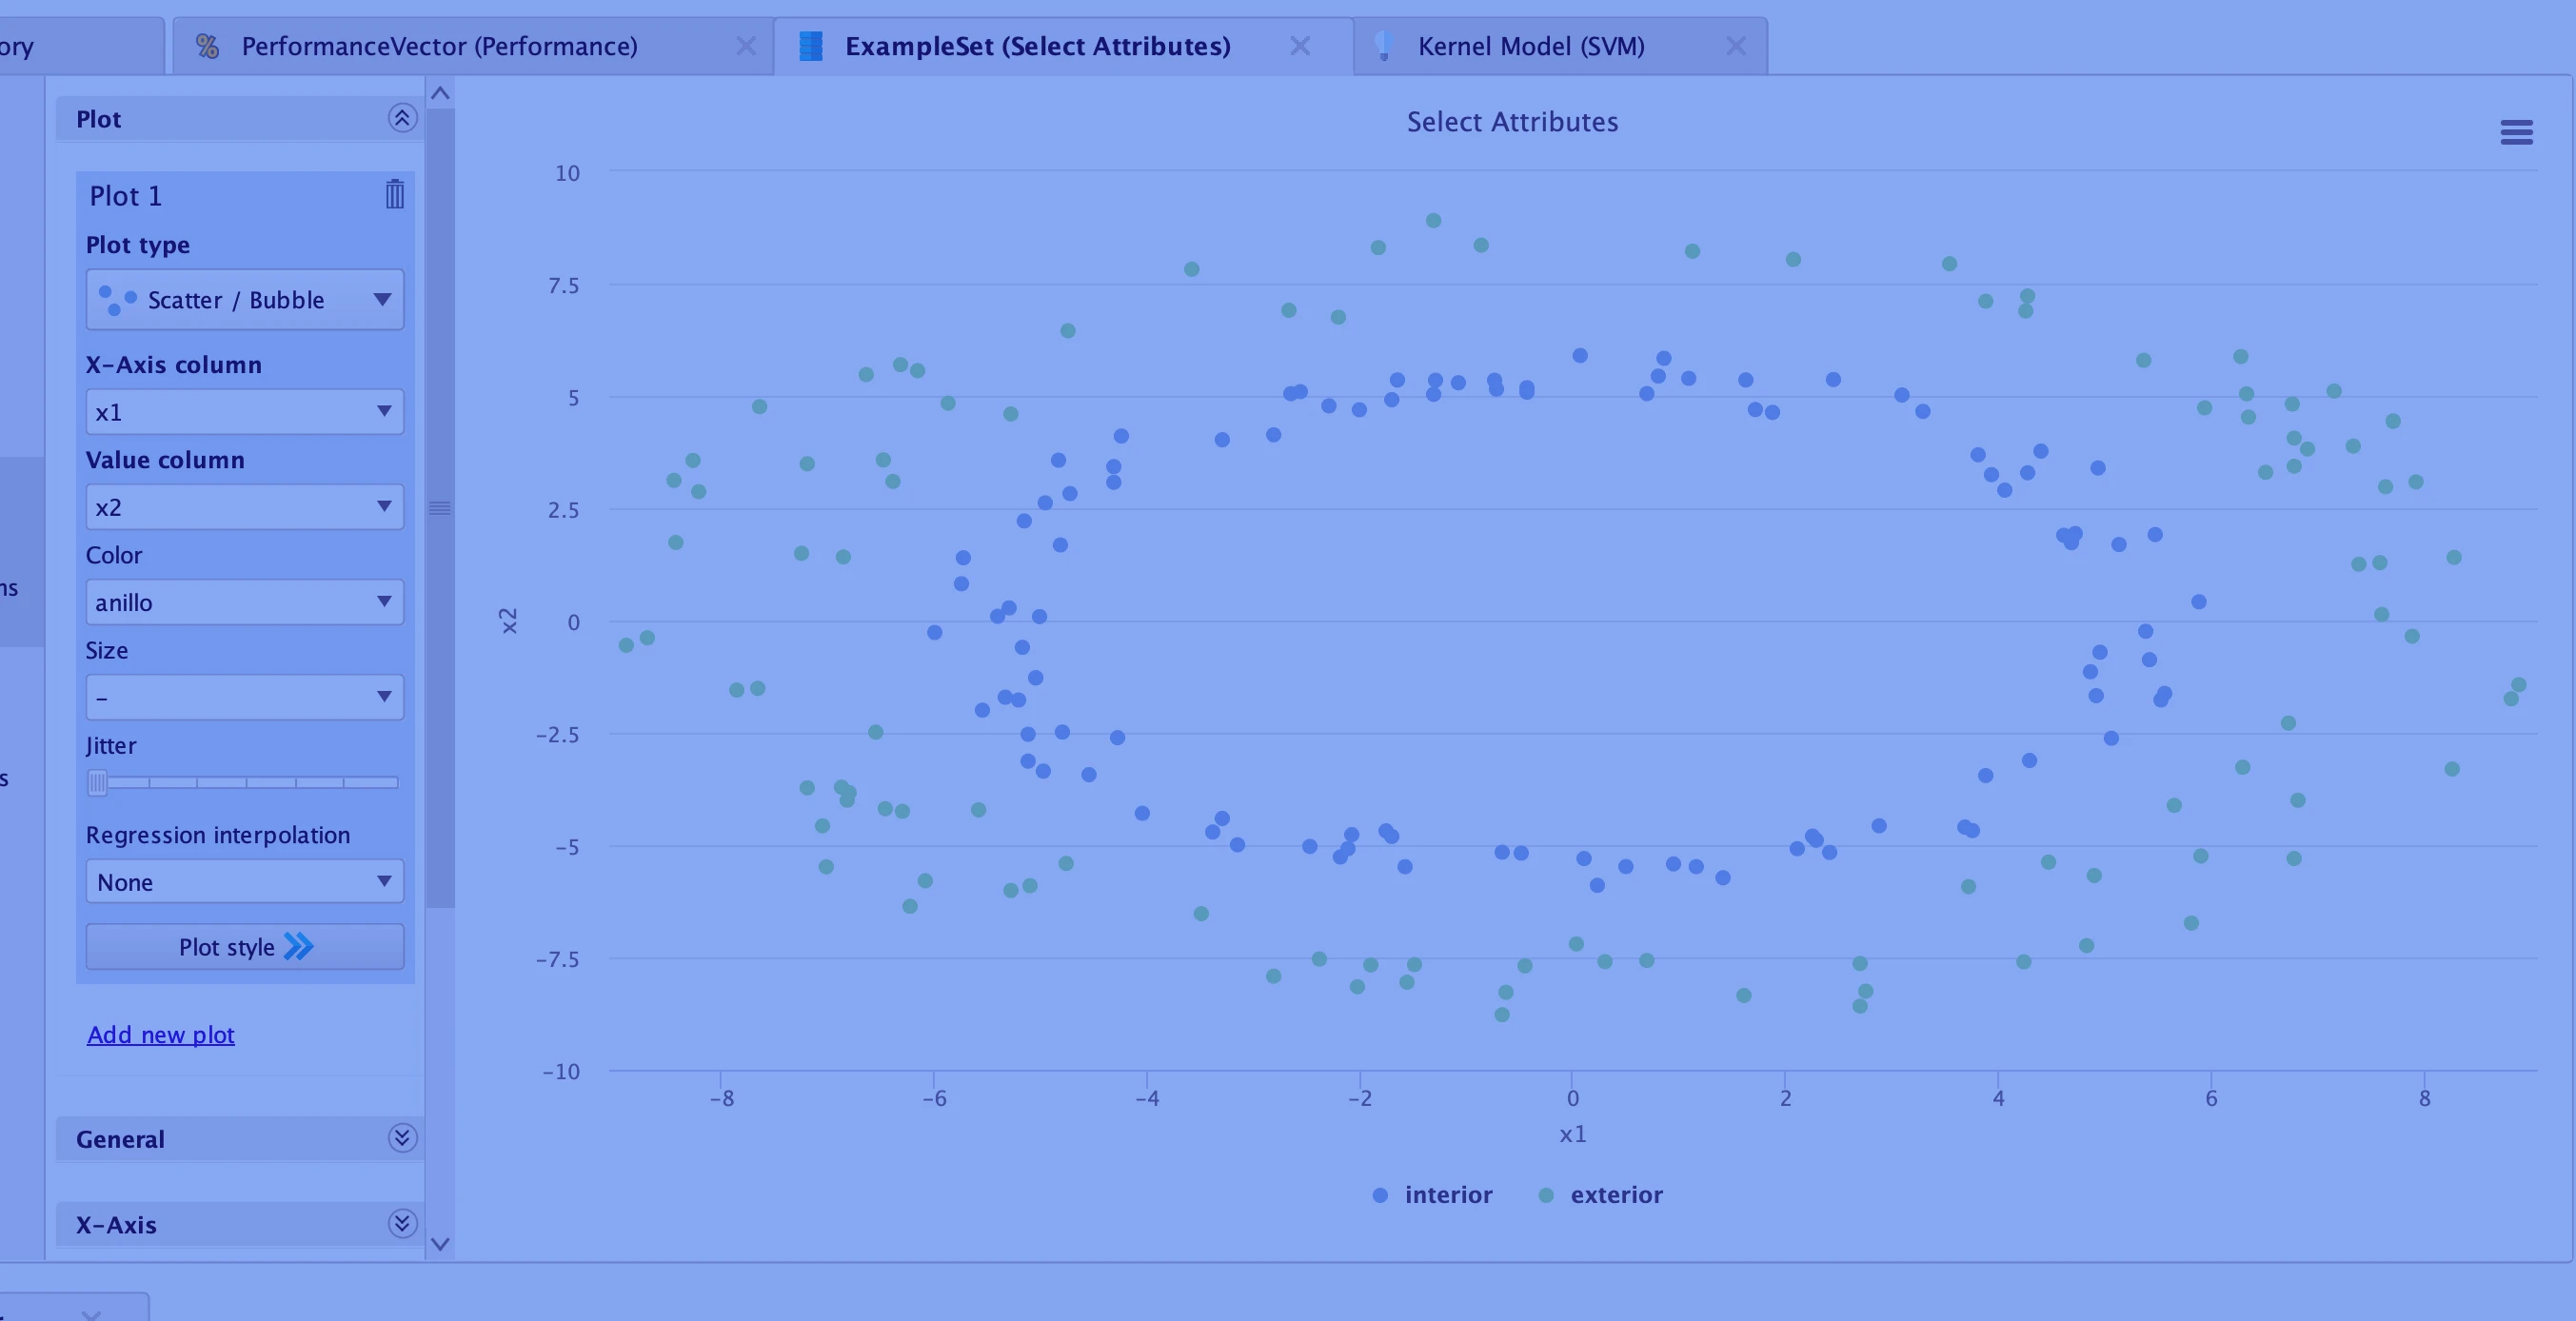 ory
PerformanceVector (Performance)
ExampleSet (Select Attributes)
Kernel Model (SVM)
Plot
Plot 1
Plot type
Scatter / Bubble
X-Axis column
x1
Value column
x2
Color
anillo
Size
-
Jitter
Regression interpolation
None
Plot style
Add new plot
General
X-Axis
ns
s
Select Attributes
10
7.5
5
2.5
0
-2.5
-5
-7.5
-10
x2
-8 -6 -4 -2 0 2 4 6 8
x1
interior exterior